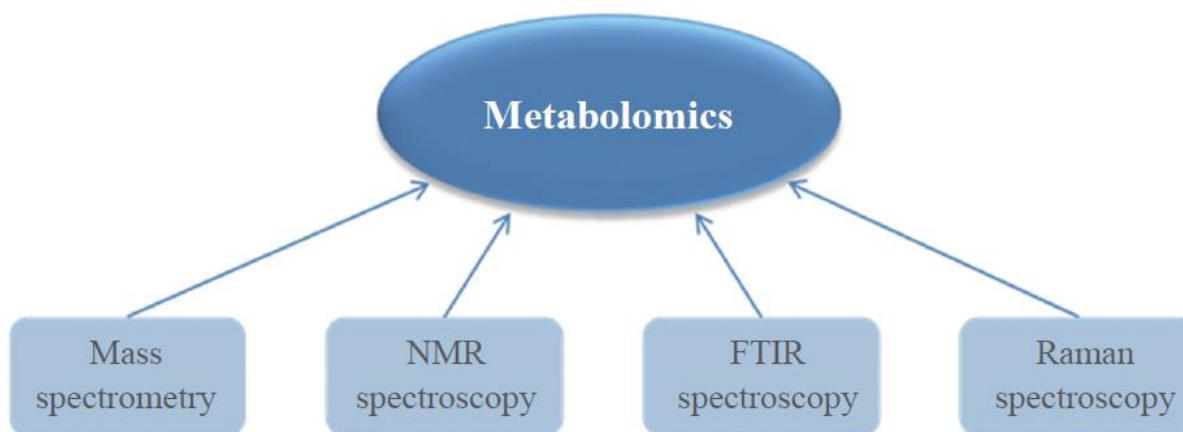 Metabolomics
Mass
spectrometry
NMR
spectroscopy
FTIR
spectroscopy
Raman
spectroscopy